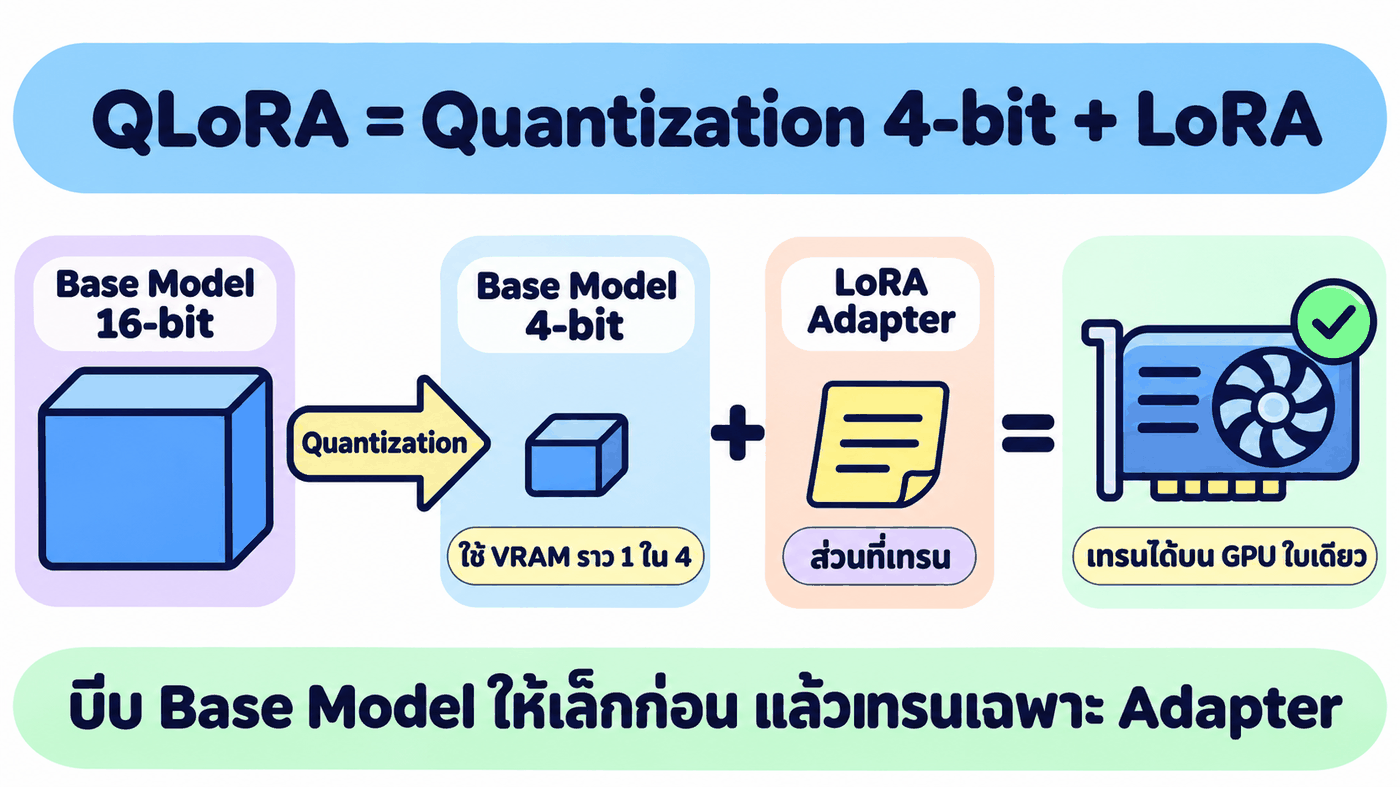 QLoRA = Quantization 4-bit + LoRA
Base Model
16-bit
Quantization
Base Model
4-bit
ใช้ VRAM ราว 1 ใน 4
+
LoRA
Adapter
ส่วนที่เทรน
=
เทรนได้บน GPU ใบเดียว
บีบ Base Model ให้เล็กก่อน แล้วเทรนเฉพาะ Adapter